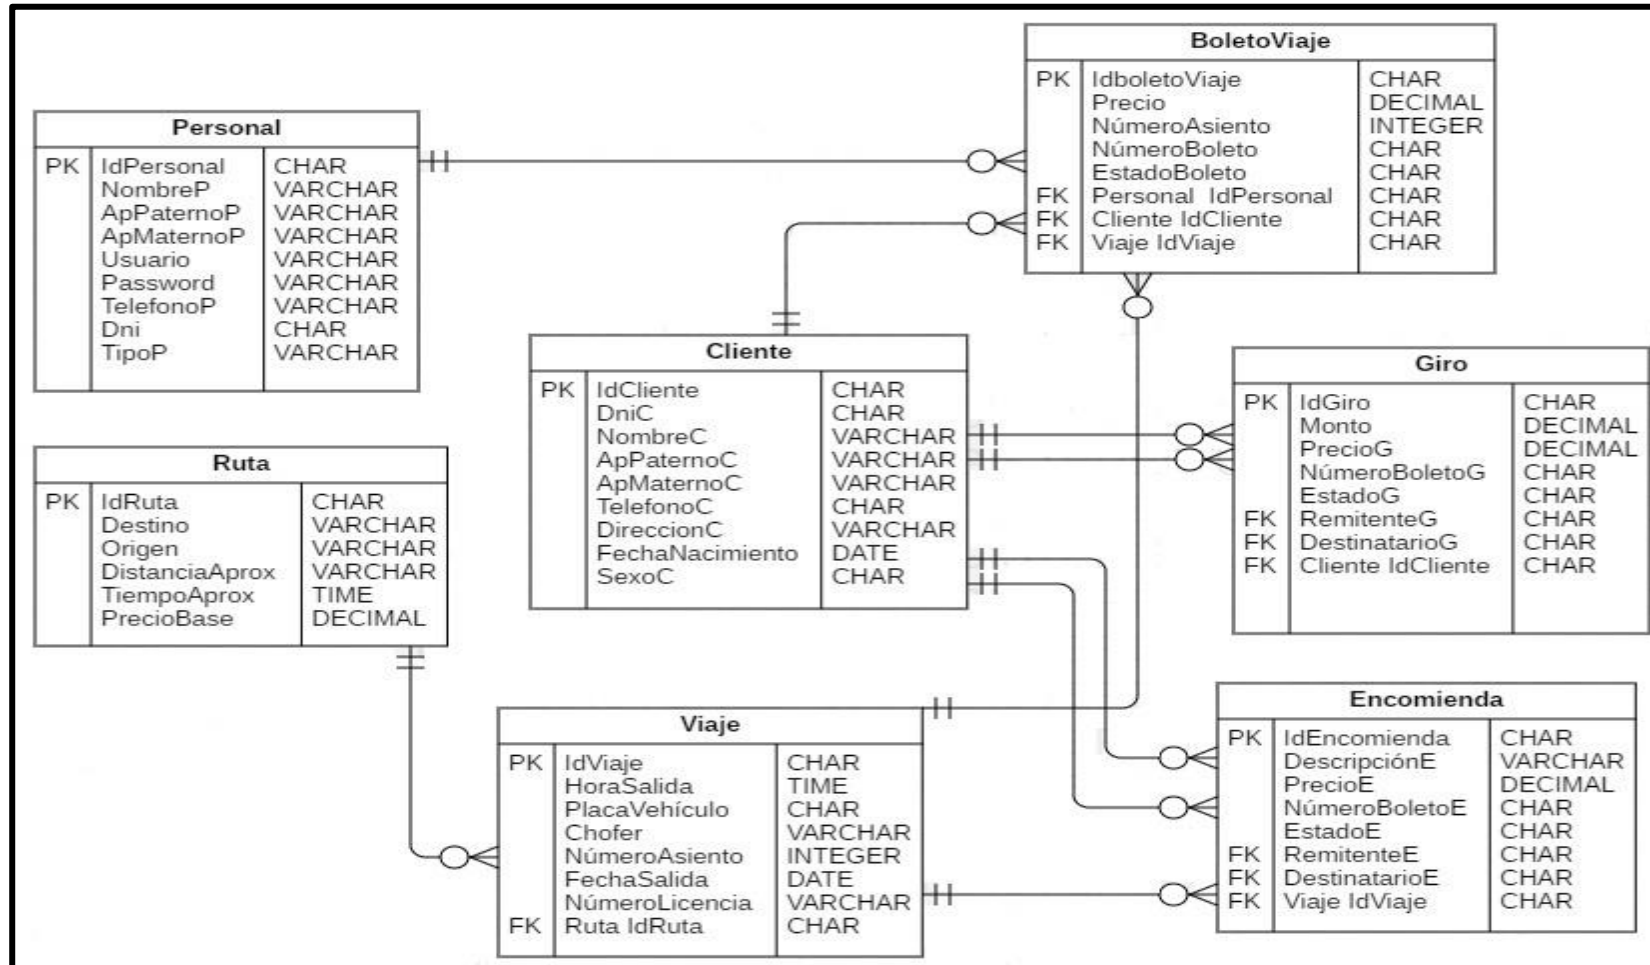 BoletoViaje
PK IdboletoViaje CHAR
Precio DECIMAL
NúmeroAsiento INTEGER
NúmeroBoleto CHAR
EstadoBoleto CHAR
FK Personal IdPersonal CHAR
FK Cliente IdCliente CHAR
FK Viaje IdViaje CHAR
Personal
PK IdPersonal CHAR
NombreP VARCHAR
ApPaternoP VARCHAR
ApMaternoP VARCHAR
Usuario VARCHAR
Password VARCHAR
TelefonoP VARCHAR
Dni CHAR
TipoP VARCHAR
Cliente
PK IdCliente CHAR
DniC CHAR
NombreC VARCHAR
ApPaternoC VARCHAR
ApMaternoC VARCHAR
TelefonoC CHAR
DireccionC VARCHAR
FechaNacimiento DATE
SexoC CHAR
Giro
PK IdGiro CHAR
Monto DECIMAL
PrecioG DECIMAL
NúmeroBoletoG CHAR
EstadoG CHAR
FK RemitenteG CHAR
FK DestinatarioG CHAR
FK Cliente IdCliente CHAR
Ruta
PK IdRuta CHAR
Destino VARCHAR
Origen VARCHAR
DistanciaAprox VARCHAR
TiempoAprox TIME
PrecioBase DECIMAL
Viaje
PK IdViaje CHAR
HoraSalida TIME
PlacaVehículo CHAR
Chofer VARCHAR
NúmeroAsiento INTEGER
FechaSalida DATE
NúmeroLicencia VARCHAR
FK Ruta IdRuta CHAR
Encomienda
PK IdEncomienda CHAR
DescripciónE VARCHAR
PrecioE DECIMAL
NúmeroBoletoE CHAR
EstadoE CHAR
FK RemitenteE CHAR
FK DestinatarioE CHAR
FK Viaje IdViaje CHAR